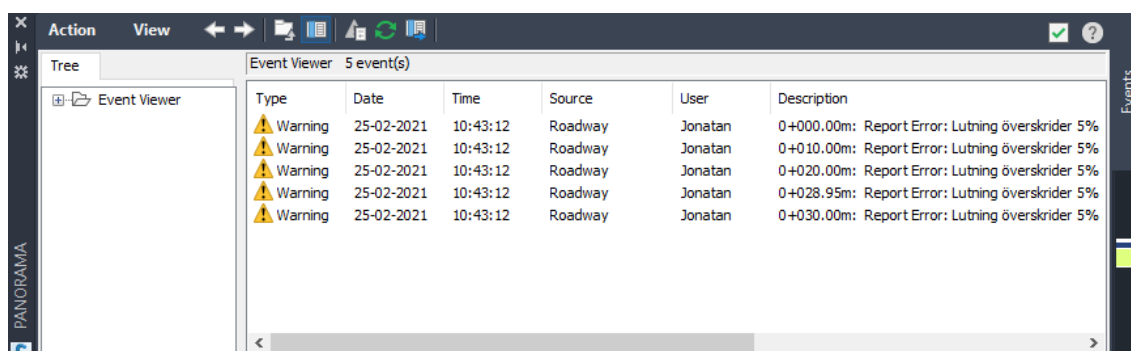 Action View
Tree
Event Viewer 5 event(s)
Event Viewer
Type Date Time Source User Description
Warning 25-02-2021 10:43:12 Roadway Jonatan 0+000.00m: Report Error: Lutning överskrider 5%
Warning 25-02-2021 10:43:12 Roadway Jonatan 0+010.00m: Report Error: Lutning överskrider 5%
Warning 25-02-2021 10:43:12 Roadway Jonatan 0+020.00m: Report Error: Lutning överskrider 5%
Warning 25-02-2021 10:43:12 Roadway Jonatan 0+028.95m: Report Error: Lutning överskrider 5%
Warning 25-02-2021 10:43:12 Roadway Jonatan 0+030.00m: Report Error: Lutning överskrider 5%
PANORAMA
Events